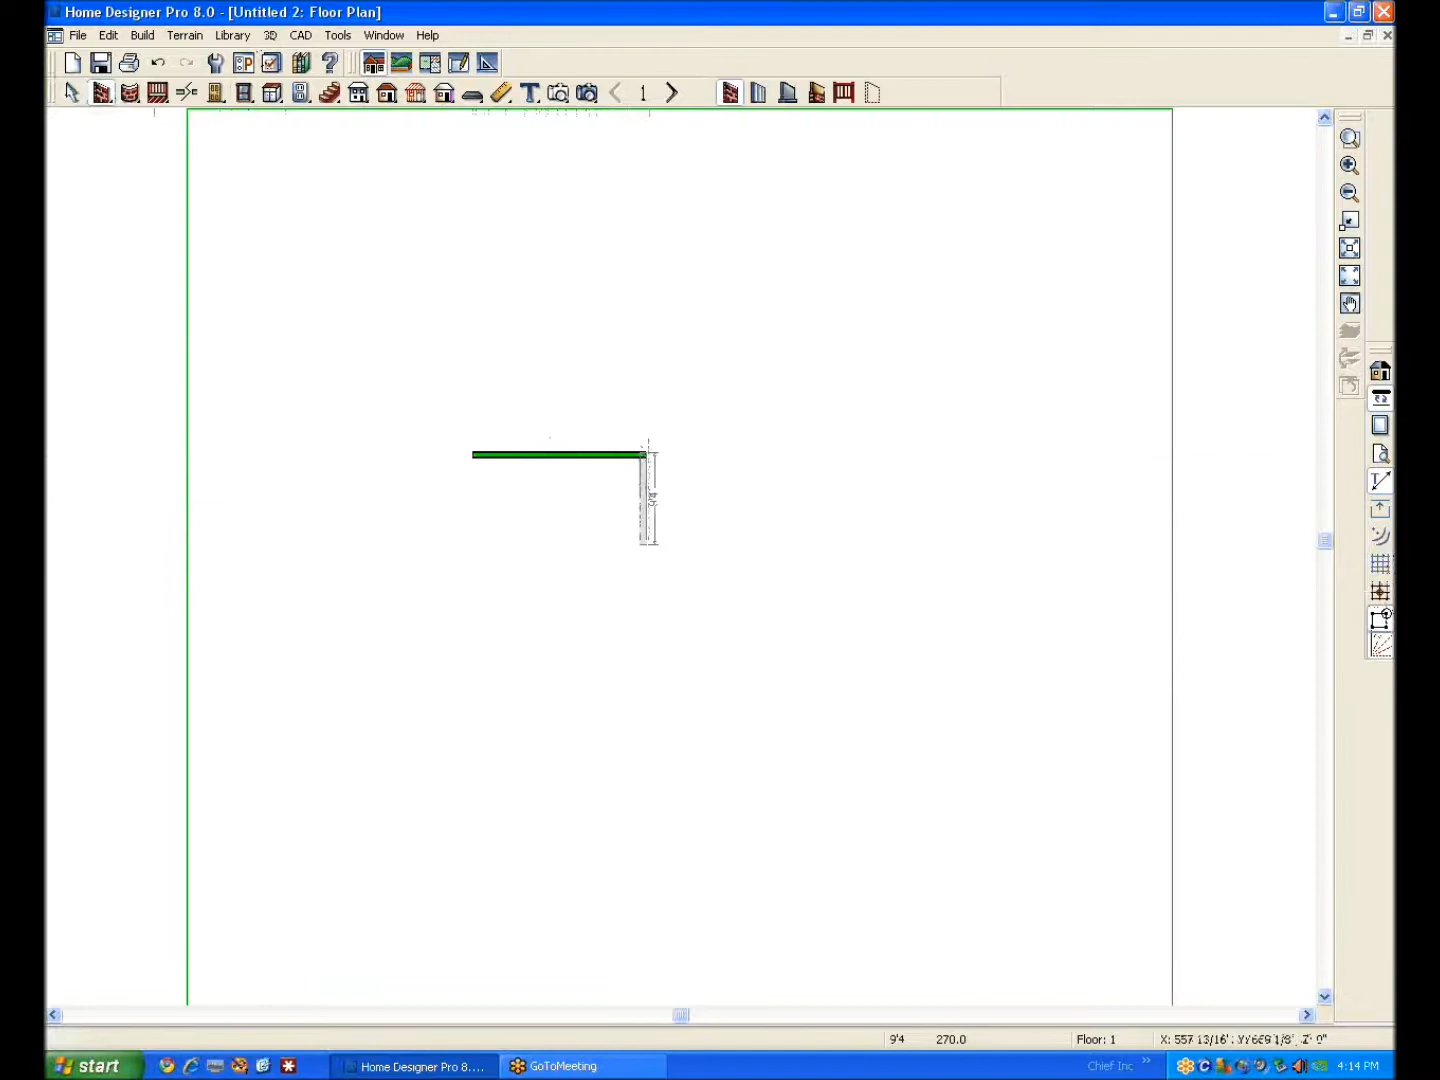 Home Designer Pro 8.0 - [Untitled 2: Floor Plan]
File Edit Build Terrain Library 3D CAD Tools Window Help
1
9'4 270.0 Floor: 1
start Home Designer Pro 8.... GoToMeeting Chief Inc 4:14 PM